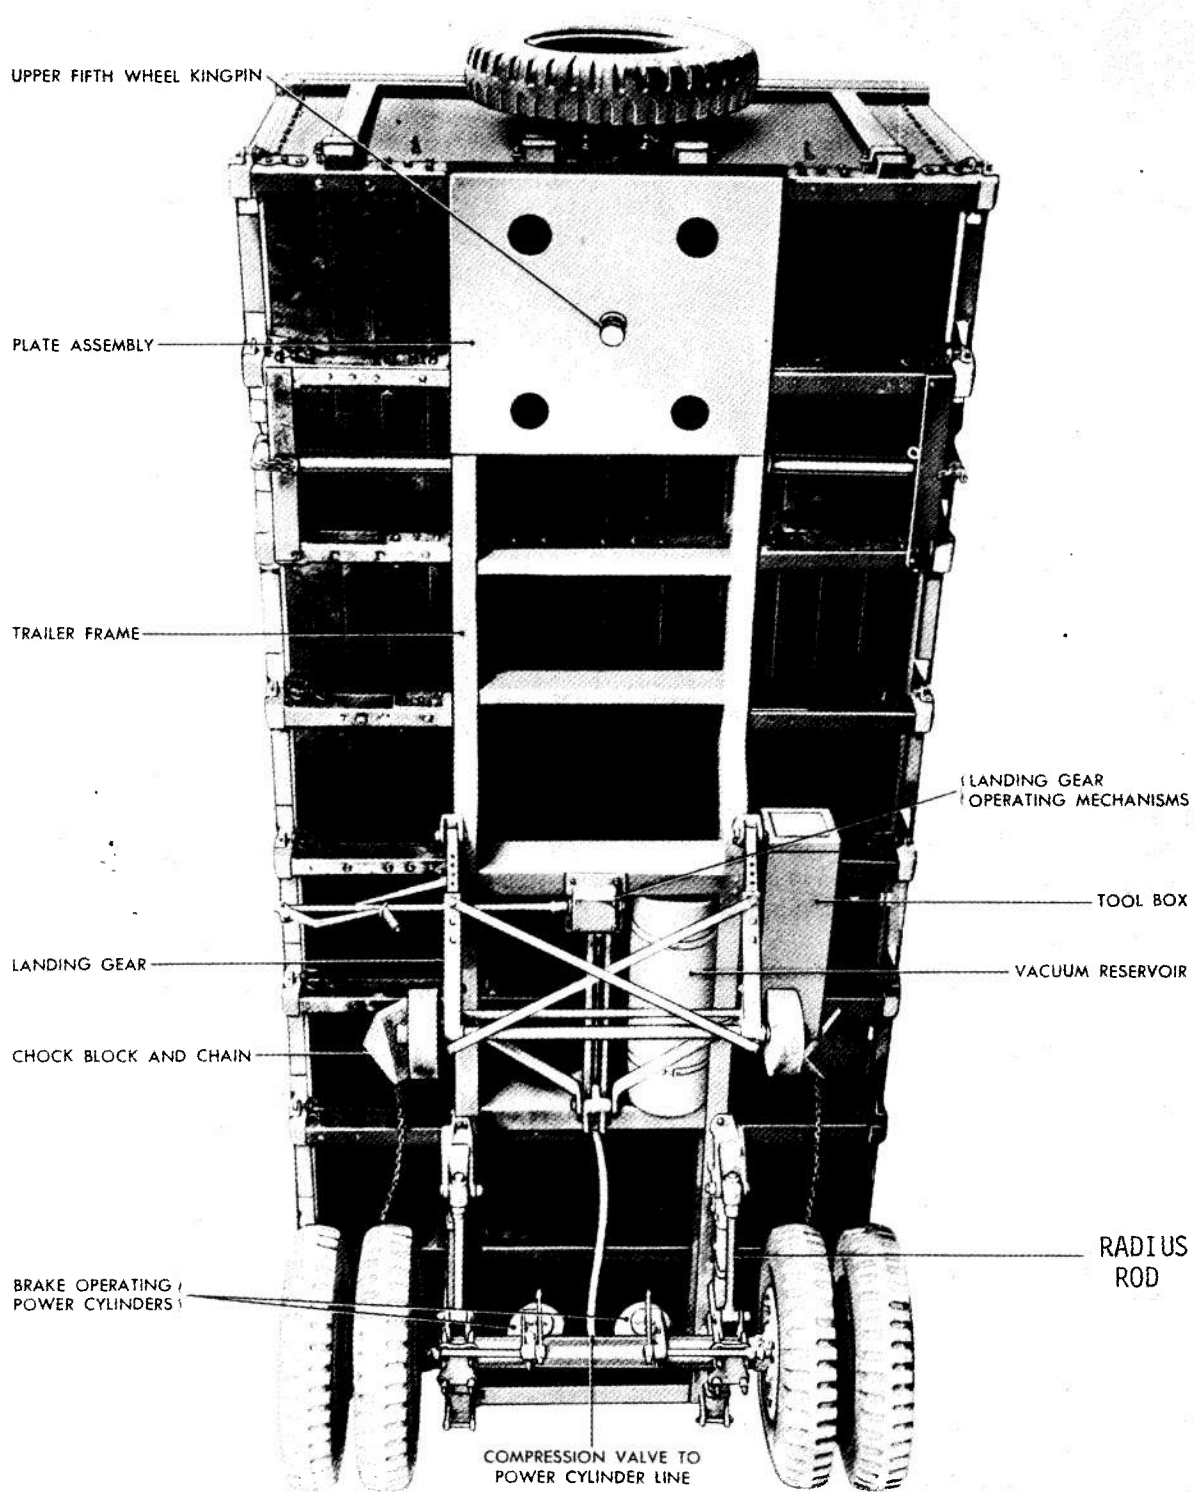 UPPER FIFTH WHEEL KINGPIN
PLATE ASSEMBLY
TRAILER FRAME
LANDING GEAR
OPERATING MECHANISMS
TOOL BOX
LANDING GEAR
VACUUM RESERVOIR
CHOCK BLOCK AND CHAIN
RADIUS
ROD
BRAKE OPERATING
POWER CYLINDERS
COMPRESSION VALVE TO
POWER CYLINDER LINE